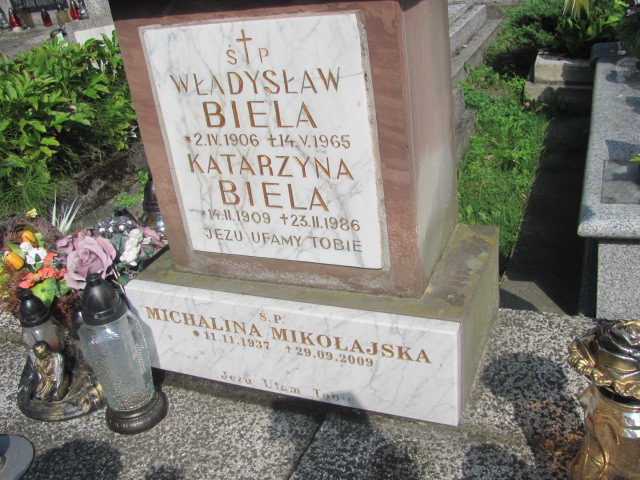 Ś † P
WŁADYSŁAW
BIELA
*2.IV.1906 †14.V.1965
KATARZYNA
BIELA
*14.II.1909 †23.II.1986
JEZU UFAMY TOBIE
Ś.P.
MICHALINA MIKOŁAJSKA
*11.11.1937 †29.09.2009
Jezu Ufam Tobie